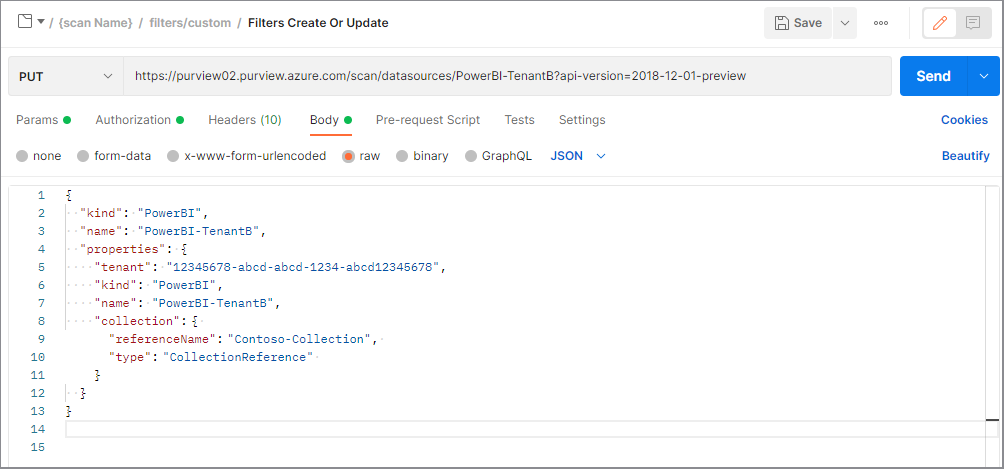 / {scan Name} / filters/custom / Filters Create Or Update Save
PUT https://purview02.purview.azure.com/scan/datasources/PowerBI-TenantB?api-version=2018-12-01-preview Send
Params Authorization Headers (10) Body Pre-request Script Tests Settings Cookies
none form-data x-www-form-urlencoded raw binary GraphQL JSON Beautify
1 {
2 "kind": "PowerBI",
3 "name": "PowerBI-TenantB",
4 "properties": {
5 "tenant": "12345678-abcd-abcd-1234-abcd12345678",
6 "kind": "PowerBI",
7 "name": "PowerBI-TenantB",
8 "collection": {
9 "referenceName": "Contoso-Collection",
10 "type": "CollectionReference"
11 }
12 }
13 }
14
15